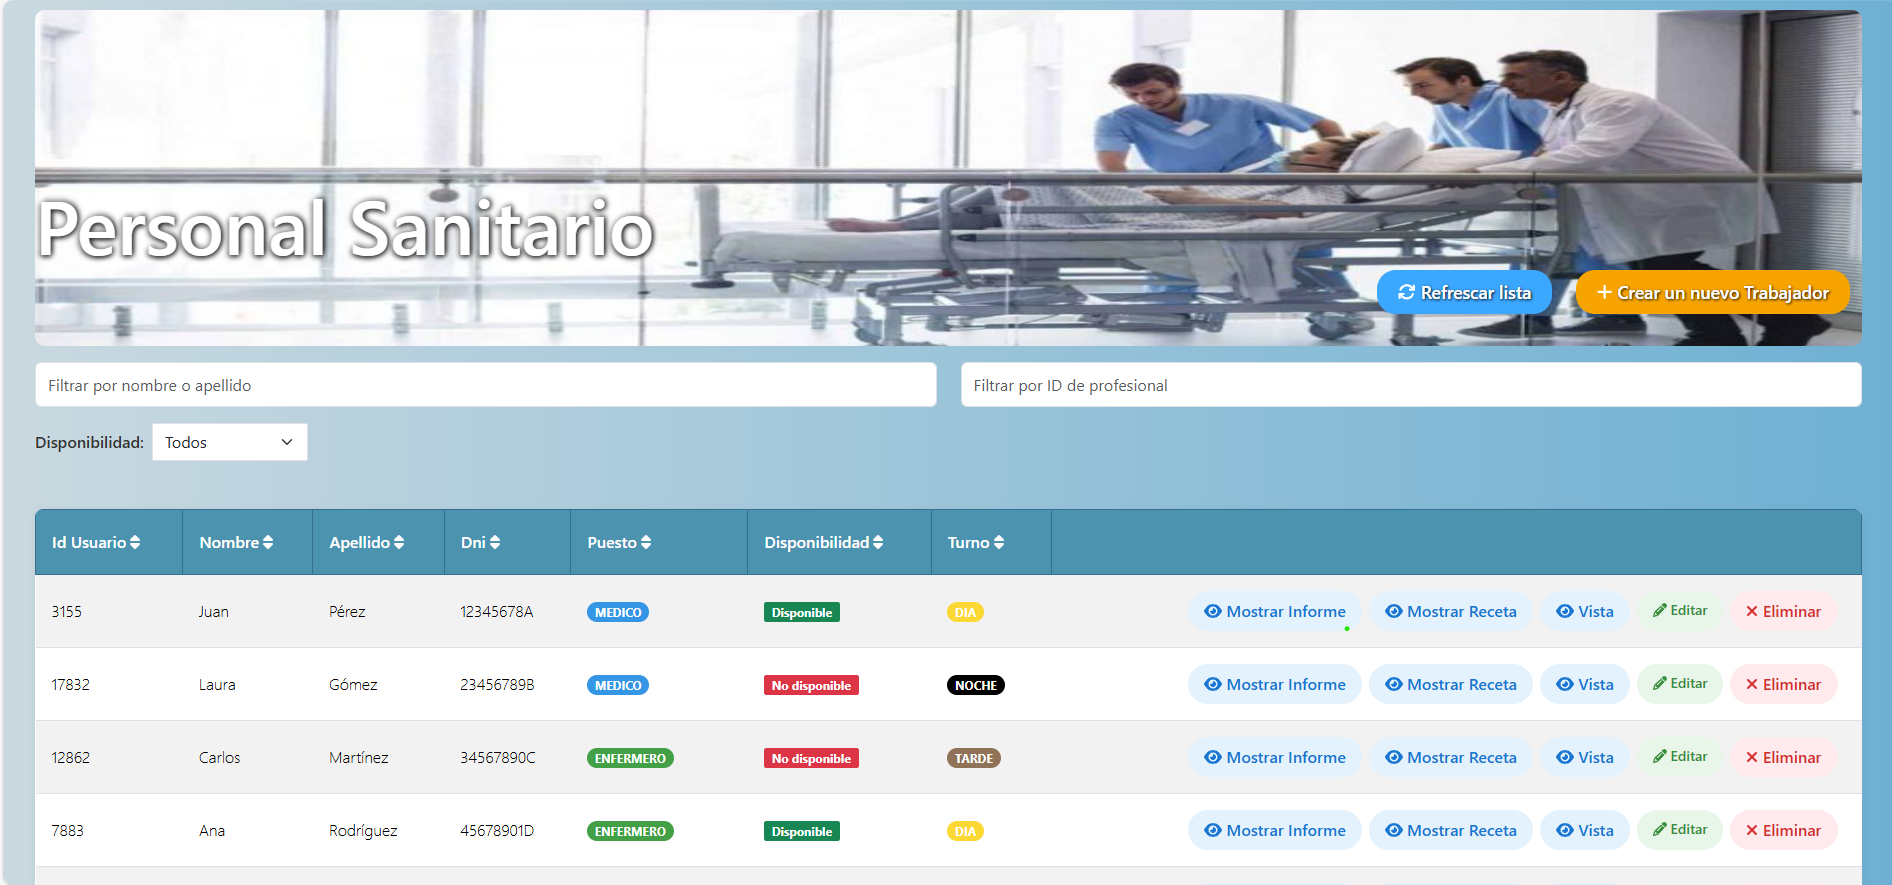 Personal Sanitario
Refrescar lista
Crear un nuevo Trabajador
Filtrar por nombre o apellido
Filtrar por ID de profesional
Disponibilidad: Todos
Id Usuario Nombre Apellido Dni Puesto Disponibilidad Turno
3155 Juan Pérez 12345678A MEDICO Disponible DIA Mostrar Informe Mostrar Receta Vista Editar Eliminar
17832 Laura Gómez 23456789B MEDICO No disponible NOCHE Mostrar Informe Mostrar Receta Vista Editar Eliminar
12862 Carlos Martínez 34567890C ENFERMERO No disponible TARDE Mostrar Informe Mostrar Receta Vista Editar Eliminar
7883 Ana Rodríguez 45678901D ENFERMERO Disponible DIA Mostrar Informe Mostrar Receta Vista Editar Eliminar